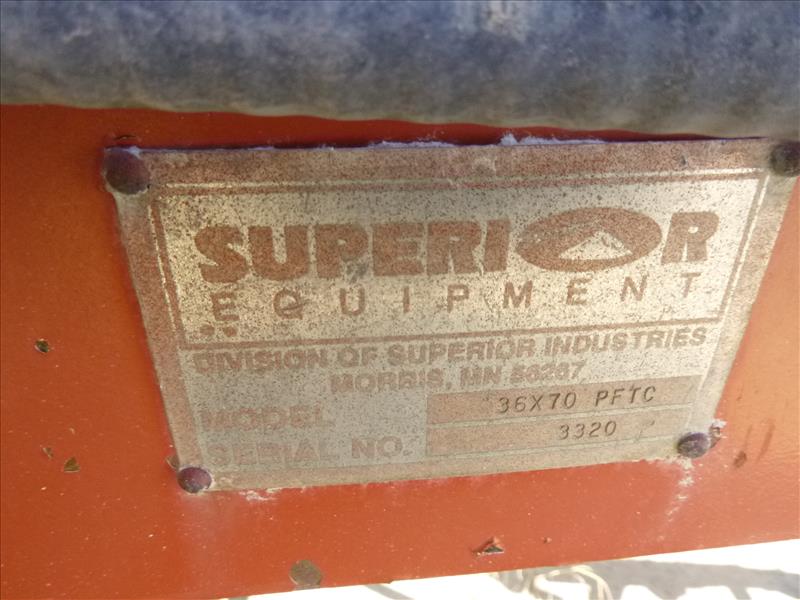 SUPERIOR
EQUIPMENT
DIVISION OF SUPERIOR INDUSTRIES
MORRIS, MN 56267
MODEL 36X70 PFTC
SERIAL NO. 3320